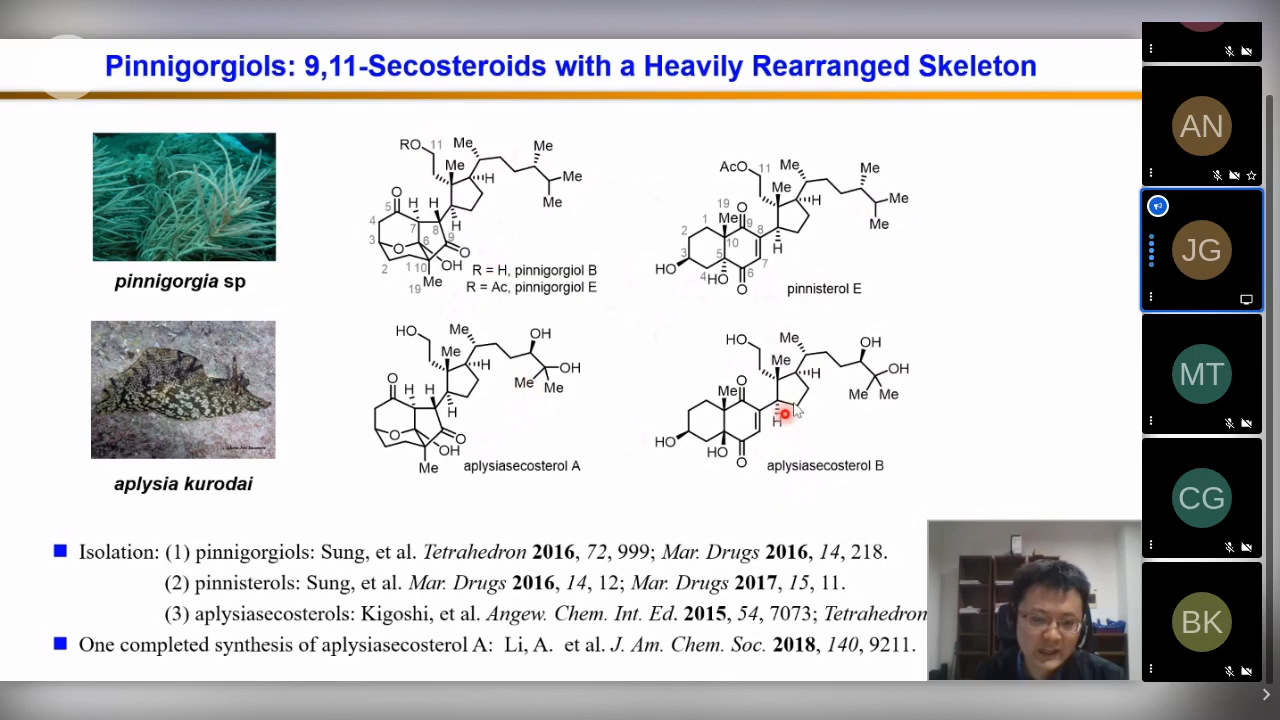 Pinnigorgiols: 9,11-Secosteroids with a Heavily Rearranged Skeleton
pinnigorgia sp
RO
11
Me
Me
Me
Me
Me
H
H
H
H
O
O
O
OH
Me
5
4
3
2
1
10
6
7
8
9
19
R = H, pinnigorgiol B
R = Ac, pinnigorgiol E
AcO
11
Me
Me
Me
Me
Me
19
Me
O
O
H
H
HO
HO
1
2
3
4
5
6
7
8
9
10
pinnisterol E
aplysia kurodai
HO
Me
Me
OH
OH
Me
Me
H
H
H
H
O
O
O
OH
Me
aplysiasecosterol A
HO
Me
Me
OH
OH
Me
Me
Me
O
O
H
H
HO
HO
aplysiasecosterol B
Isolation: (1) pinnigorgiols: Sung, et al. Tetrahedron 2016, 72, 999; Mar. Drugs 2016, 14, 218.
(2) pinnisterols: Sung, et al. Mar. Drugs 2016, 14, 12; Mar. Drugs 2017, 15, 11.
(3) aplysiasecosterols: Kigoshi, et al. Angew. Chem. Int. Ed. 2015, 54, 7073; Tetrahedron
One completed synthesis of aplysiasecosterol A: Li, A. et al. J. Am. Chem. Soc. 2018, 140, 9211.
AN
JG
MT
CG
BK